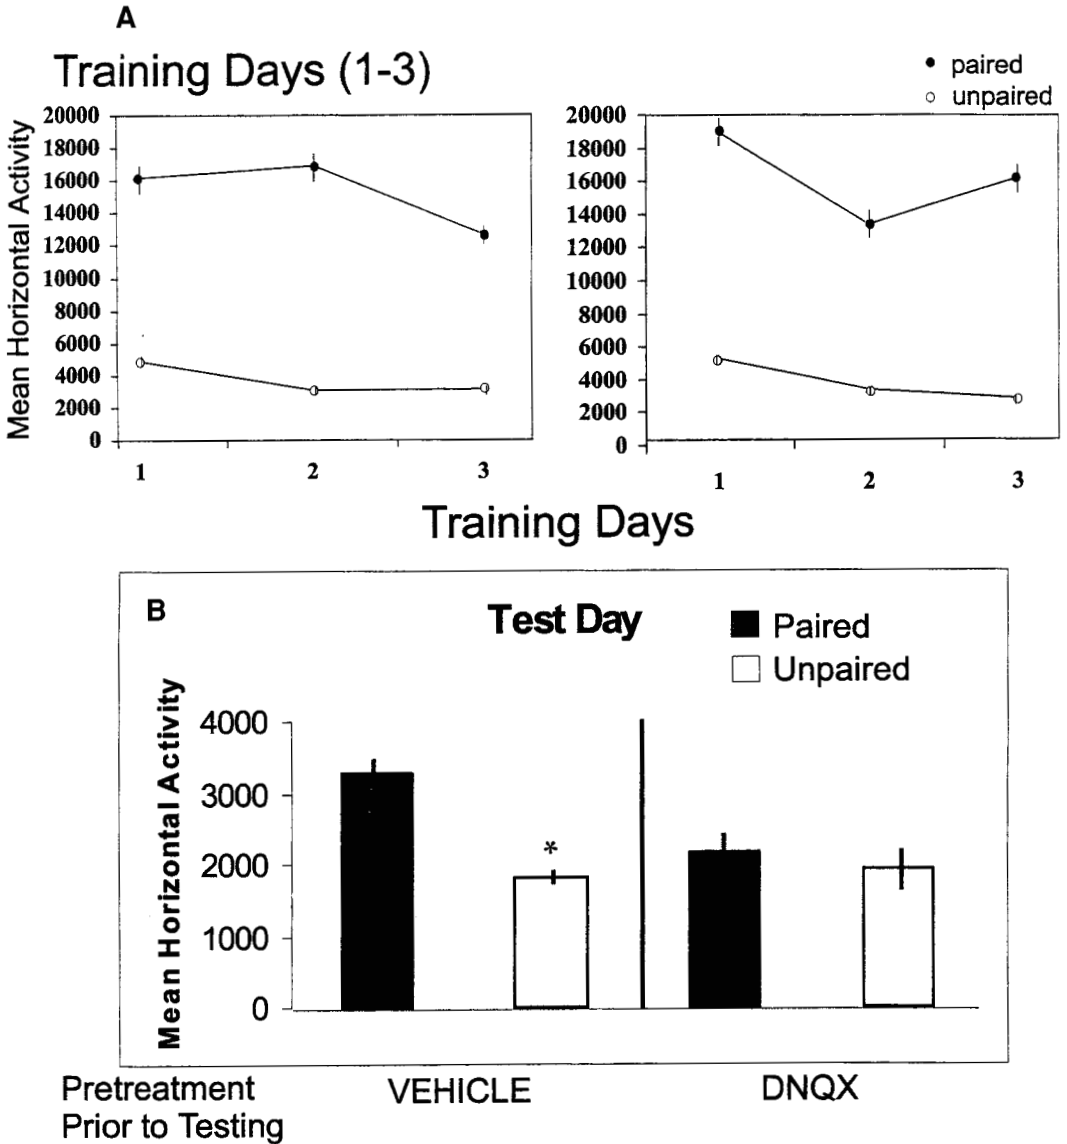 A
Training Days (1-3)
paired
unpaired
Mean Horizontal Activity
20000
18000
16000
14000
12000
10000
8000
6000
4000
2000
0
1 2 3
20000
18000
16000
14000
12000
10000
8000
6000
4000
2000
0
1 2 3
Training Days
B
Test Day
Paired
Unpaired
Mean Horizontal Activity
4000
3000
2000
1000
0
*
Pretreatment
Prior to Testing
VEHICLE
DNQX